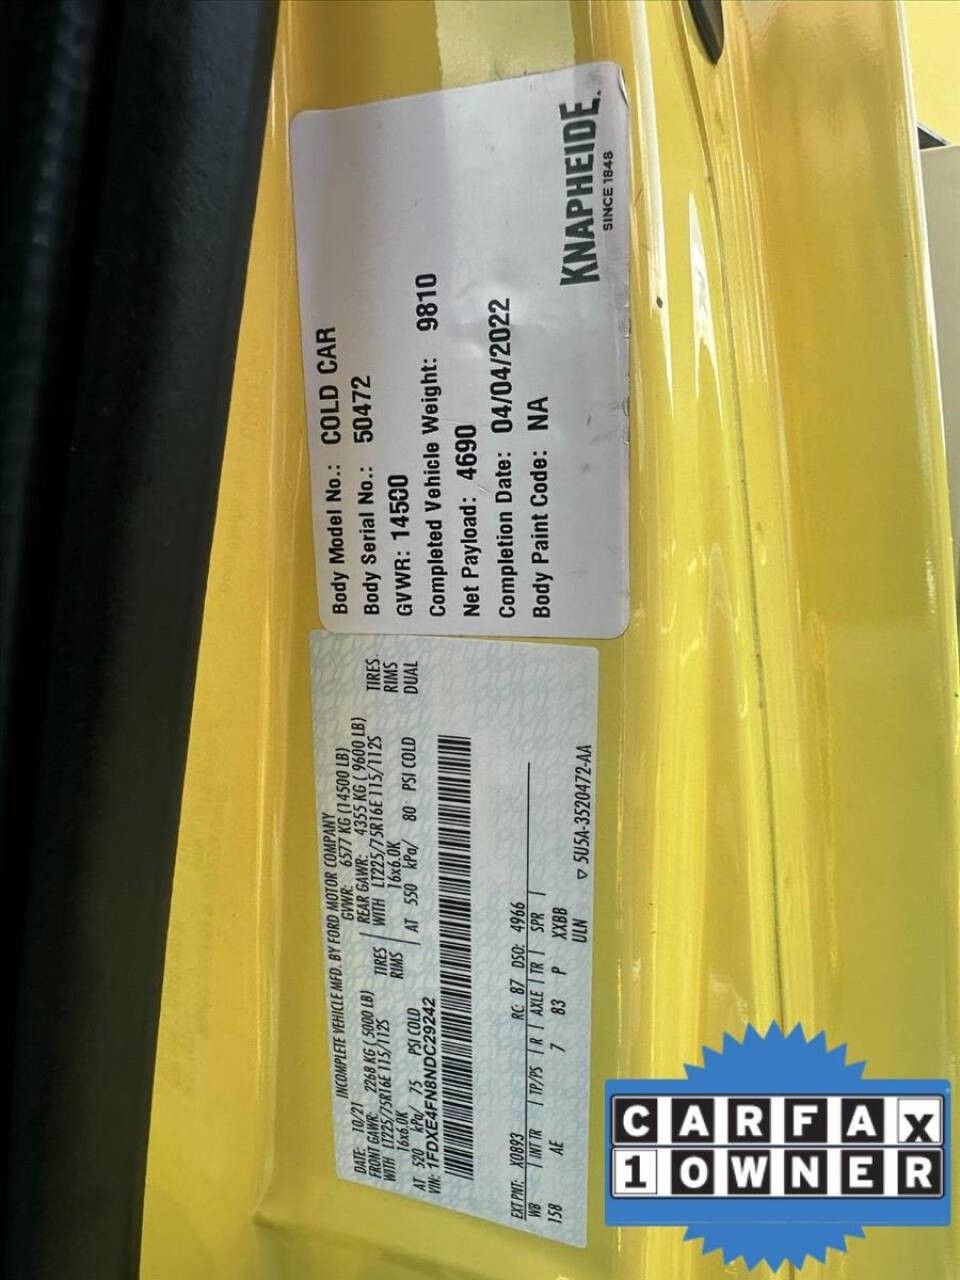 Body Model No.: COLD CAR
Body Serial No.: 50472
GVWR: 14500
Completed Vehicle Weight: 9810
Net Payload: 4690
Completion Date: 04/04/2022
Body Paint Code: NA
KNAPHEIDE.
SINCE 1848
INCOMPLETE VEHICLE MFD. BY FORD MOTOR COMPANY
DATE: 10/21 GVWR: 6577 KG (14500 LB)
FRONT GAWR: 2268 KG (5000 LB) REAR GAWR: 4355 KG (9600 LB)
WITH LT225/75R16E 115/112S TIRES WITH LT225/75R16E 115/112S TIRES
16x6.0K RIMS 16x6.0K RIMS
AT 520 kPa/ 75 PSI COLD AT 550 kPa/ 80 PSI COLD DUAL
VIN: 1FDXE4FN8NDC29242
EXT PNT: X0893 RC: 87 DSO: 4966
WB INT TR TP/PS R AXLE TR SPR
158 AE 7 83 P XXBB
ULN
5U5A-3520472-AA
CARFAX
1 OWNER